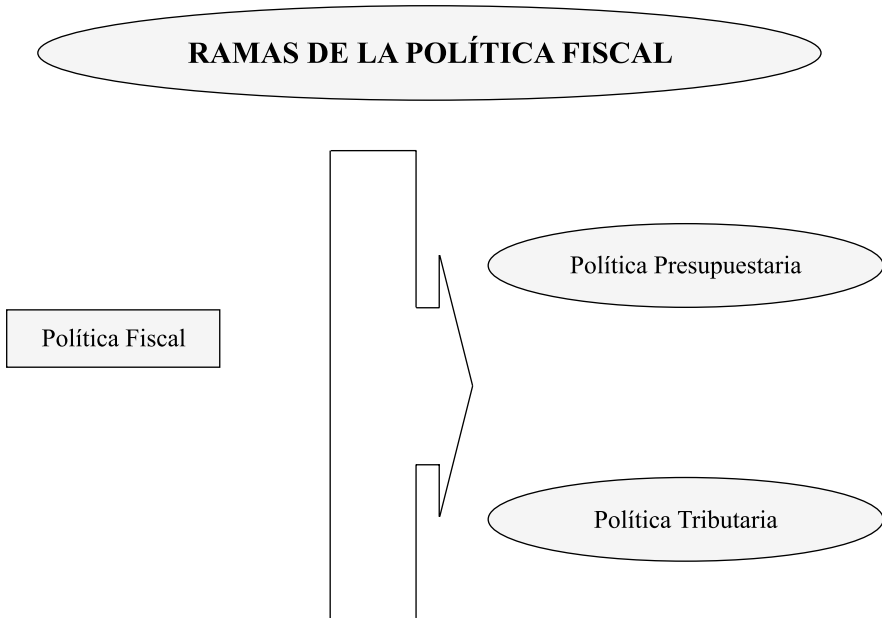 RAMAS DE LA POLÍTICA FISCAL
Política Presupuestaria
Política Fiscal
Política Tributaria